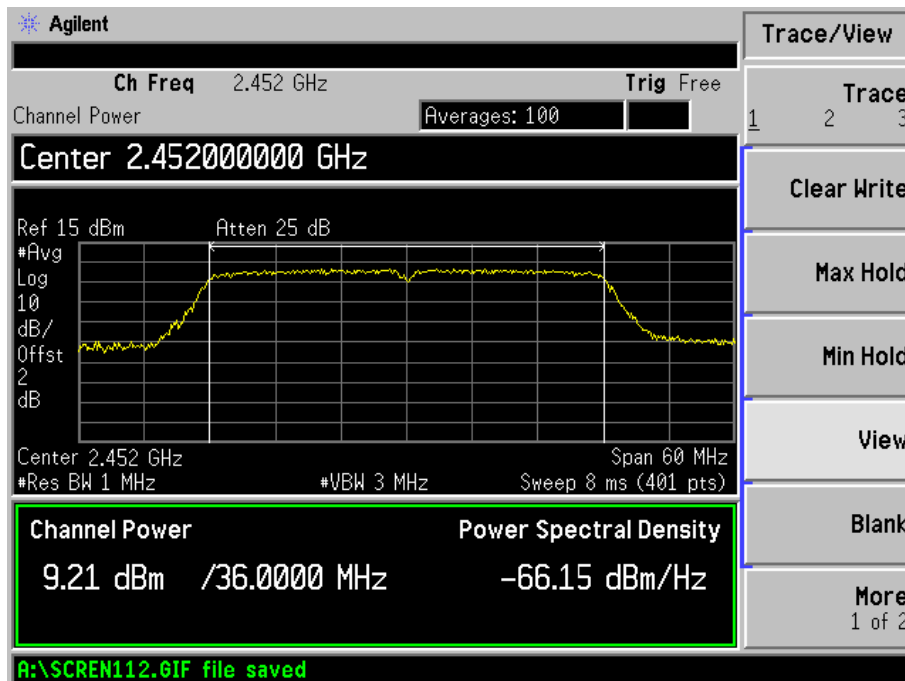 Agilent
Trace/View
Ch Freq 2.452 GHz Trig Free
Channel Power Averages: 100
Trace
1 2 3
Center 2.452000000 GHz
Clear Write
Ref 15 dBm Atten 25 dB
#Avg
Log
10
dB/
Offst
2
dB
Max Hold
Min Hold
View
Center 2.452 GHz Span 60 MHz
#Res BW 1 MHz #VBW 3 MHz Sweep 8 ms (401 pts)
Channel Power Power Spectral Density
9.21 dBm /36.0000 MHz -66.15 dBm/Hz
Blank
More
1 of 2
A:\SCREN112.GIF file saved